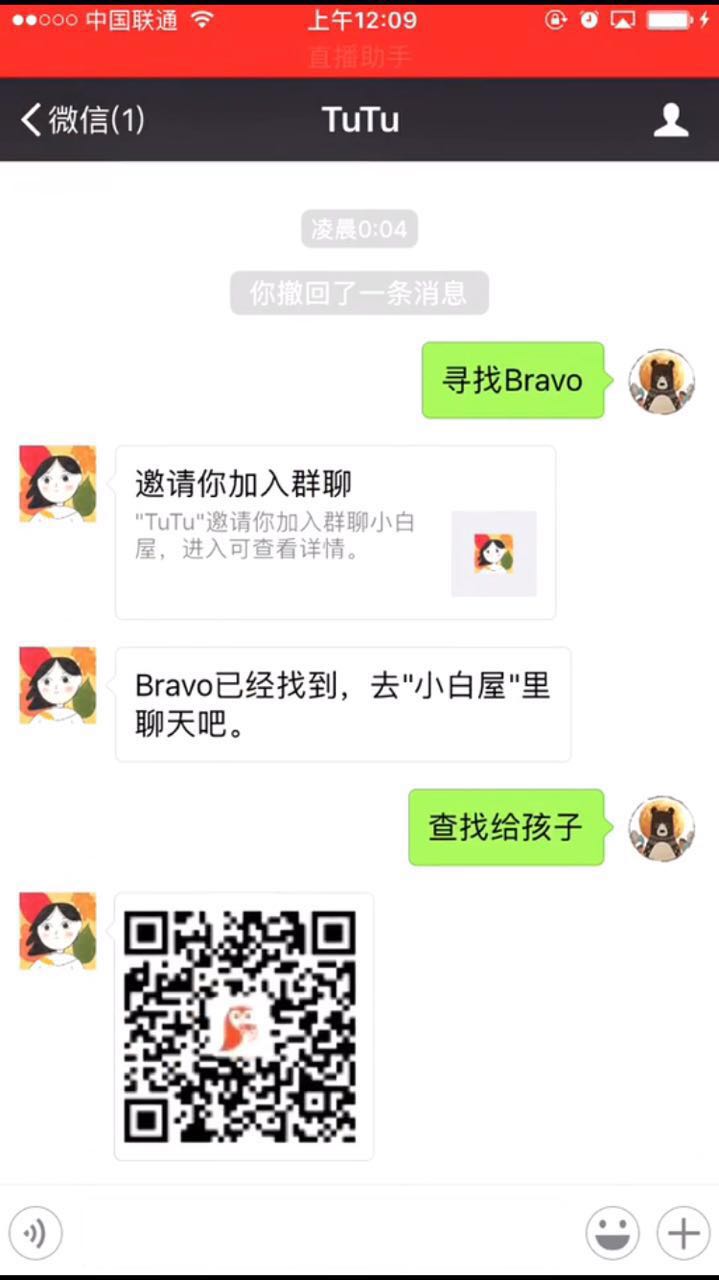 中国联通
上午12:09
直播助手
微信(1)
TuTu
凌晨0:04
你撤回了一条消息
寻找Bravo
邀请你加入群聊
"TuTu"邀请你加入群聊小白
屋，进入可查看详情。
Bravo已经找到，去"小白屋"里
聊天吧。
查找给孩子